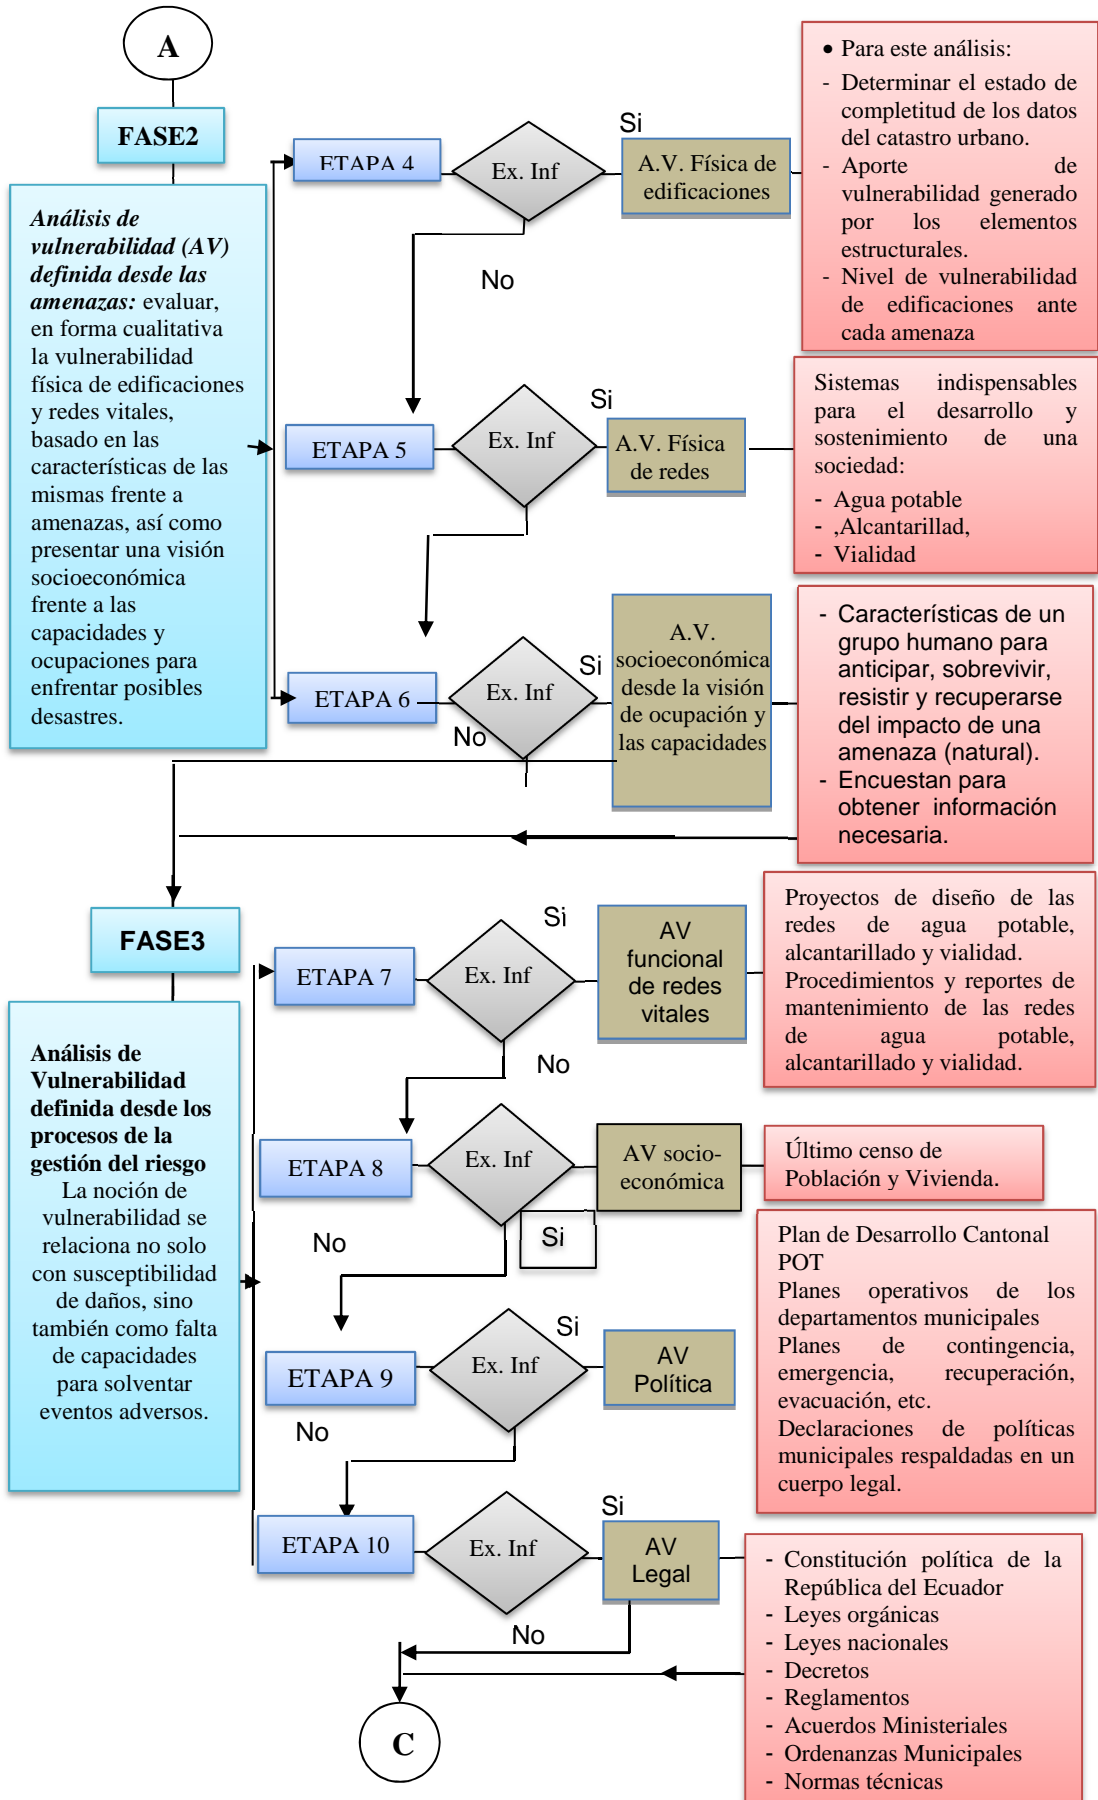 A
FASE2
Análisis de
vulnerabilidad (AV)
definida desde las
amenazas: evaluar,
en forma cualitativa
la vulnerabilidad
física de edificaciones
y redes vitales,
basado en las
características de las
mismas frente a
amenazas, así como
presentar una visión
socioeconómica
frente a las
capacidades y
ocupaciones para
enfrentar posibles
desastres.
ETAPA 4
Ex. Inf
Si
A.V. Física de
edificaciones
• Para este análisis:
- Determinar el estado de
completitud de los datos
del catastro urbano.
- Aporte de
vulnerabilidad generado
por los elementos
estructurales.
- Nivel de vulnerabilidad
de edificaciones ante
cada amenaza
No
ETAPA 5
Ex. Inf
Si
A.V. Física
de redes
Sistemas indispensables
para el desarrollo y
sostenimiento de una
sociedad:
- Agua potable
- ,Alcantarillad,
- Vialidad
ETAPA 6
Ex. Inf
Si
No
A.V.
socioeconómica
desde la visión
de ocupación y
las capacidades
- Características de un
grupo humano para
anticipar, sobrevivir,
resistir y recuperarse
del impacto de una
amenaza (natural).
- Encuestan para
obtener información
necesaria.
FASE3
Análisis de
Vulnerabilidad
definida desde los
procesos de la
gestión del riesgo
La noción de
vulnerabilidad se
relaciona no solo
con susceptibilidad
de daños, sino
también como falta
de capacidades
para solventar
eventos adversos.
ETAPA 7
Ex. Inf
Si
AV
funcional
de redes
vitales
Proyectos de diseño de las
redes de agua potable,
alcantarillado y vialidad.
Procedimientos y reportes de
mantenimiento de las redes
de agua potable,
alcantarillado y vialidad.
No
ETAPA 8
Ex. Inf
AV socio-
económica
Último censo de
Población y Vivienda.
Si
No
ETAPA 9
Ex. Inf
Si
AV
Política
Plan de Desarrollo Cantonal
POT
Planes operativos de los
departamentos municipales
Planes de contingencia,
emergencia, recuperación,
evacuación, etc.
Declaraciones de políticas
municipales respaldadas en un
cuerpo legal.
No
ETAPA 10
Ex. Inf
Si
AV
Legal
No
- Constitución política de la
República del Ecuador
- Leyes orgánicas
- Leyes nacionales
- Decretos
- Reglamentos
- Acuerdos Ministeriales
- Ordenanzas Municipales
- Normas técnicas
C